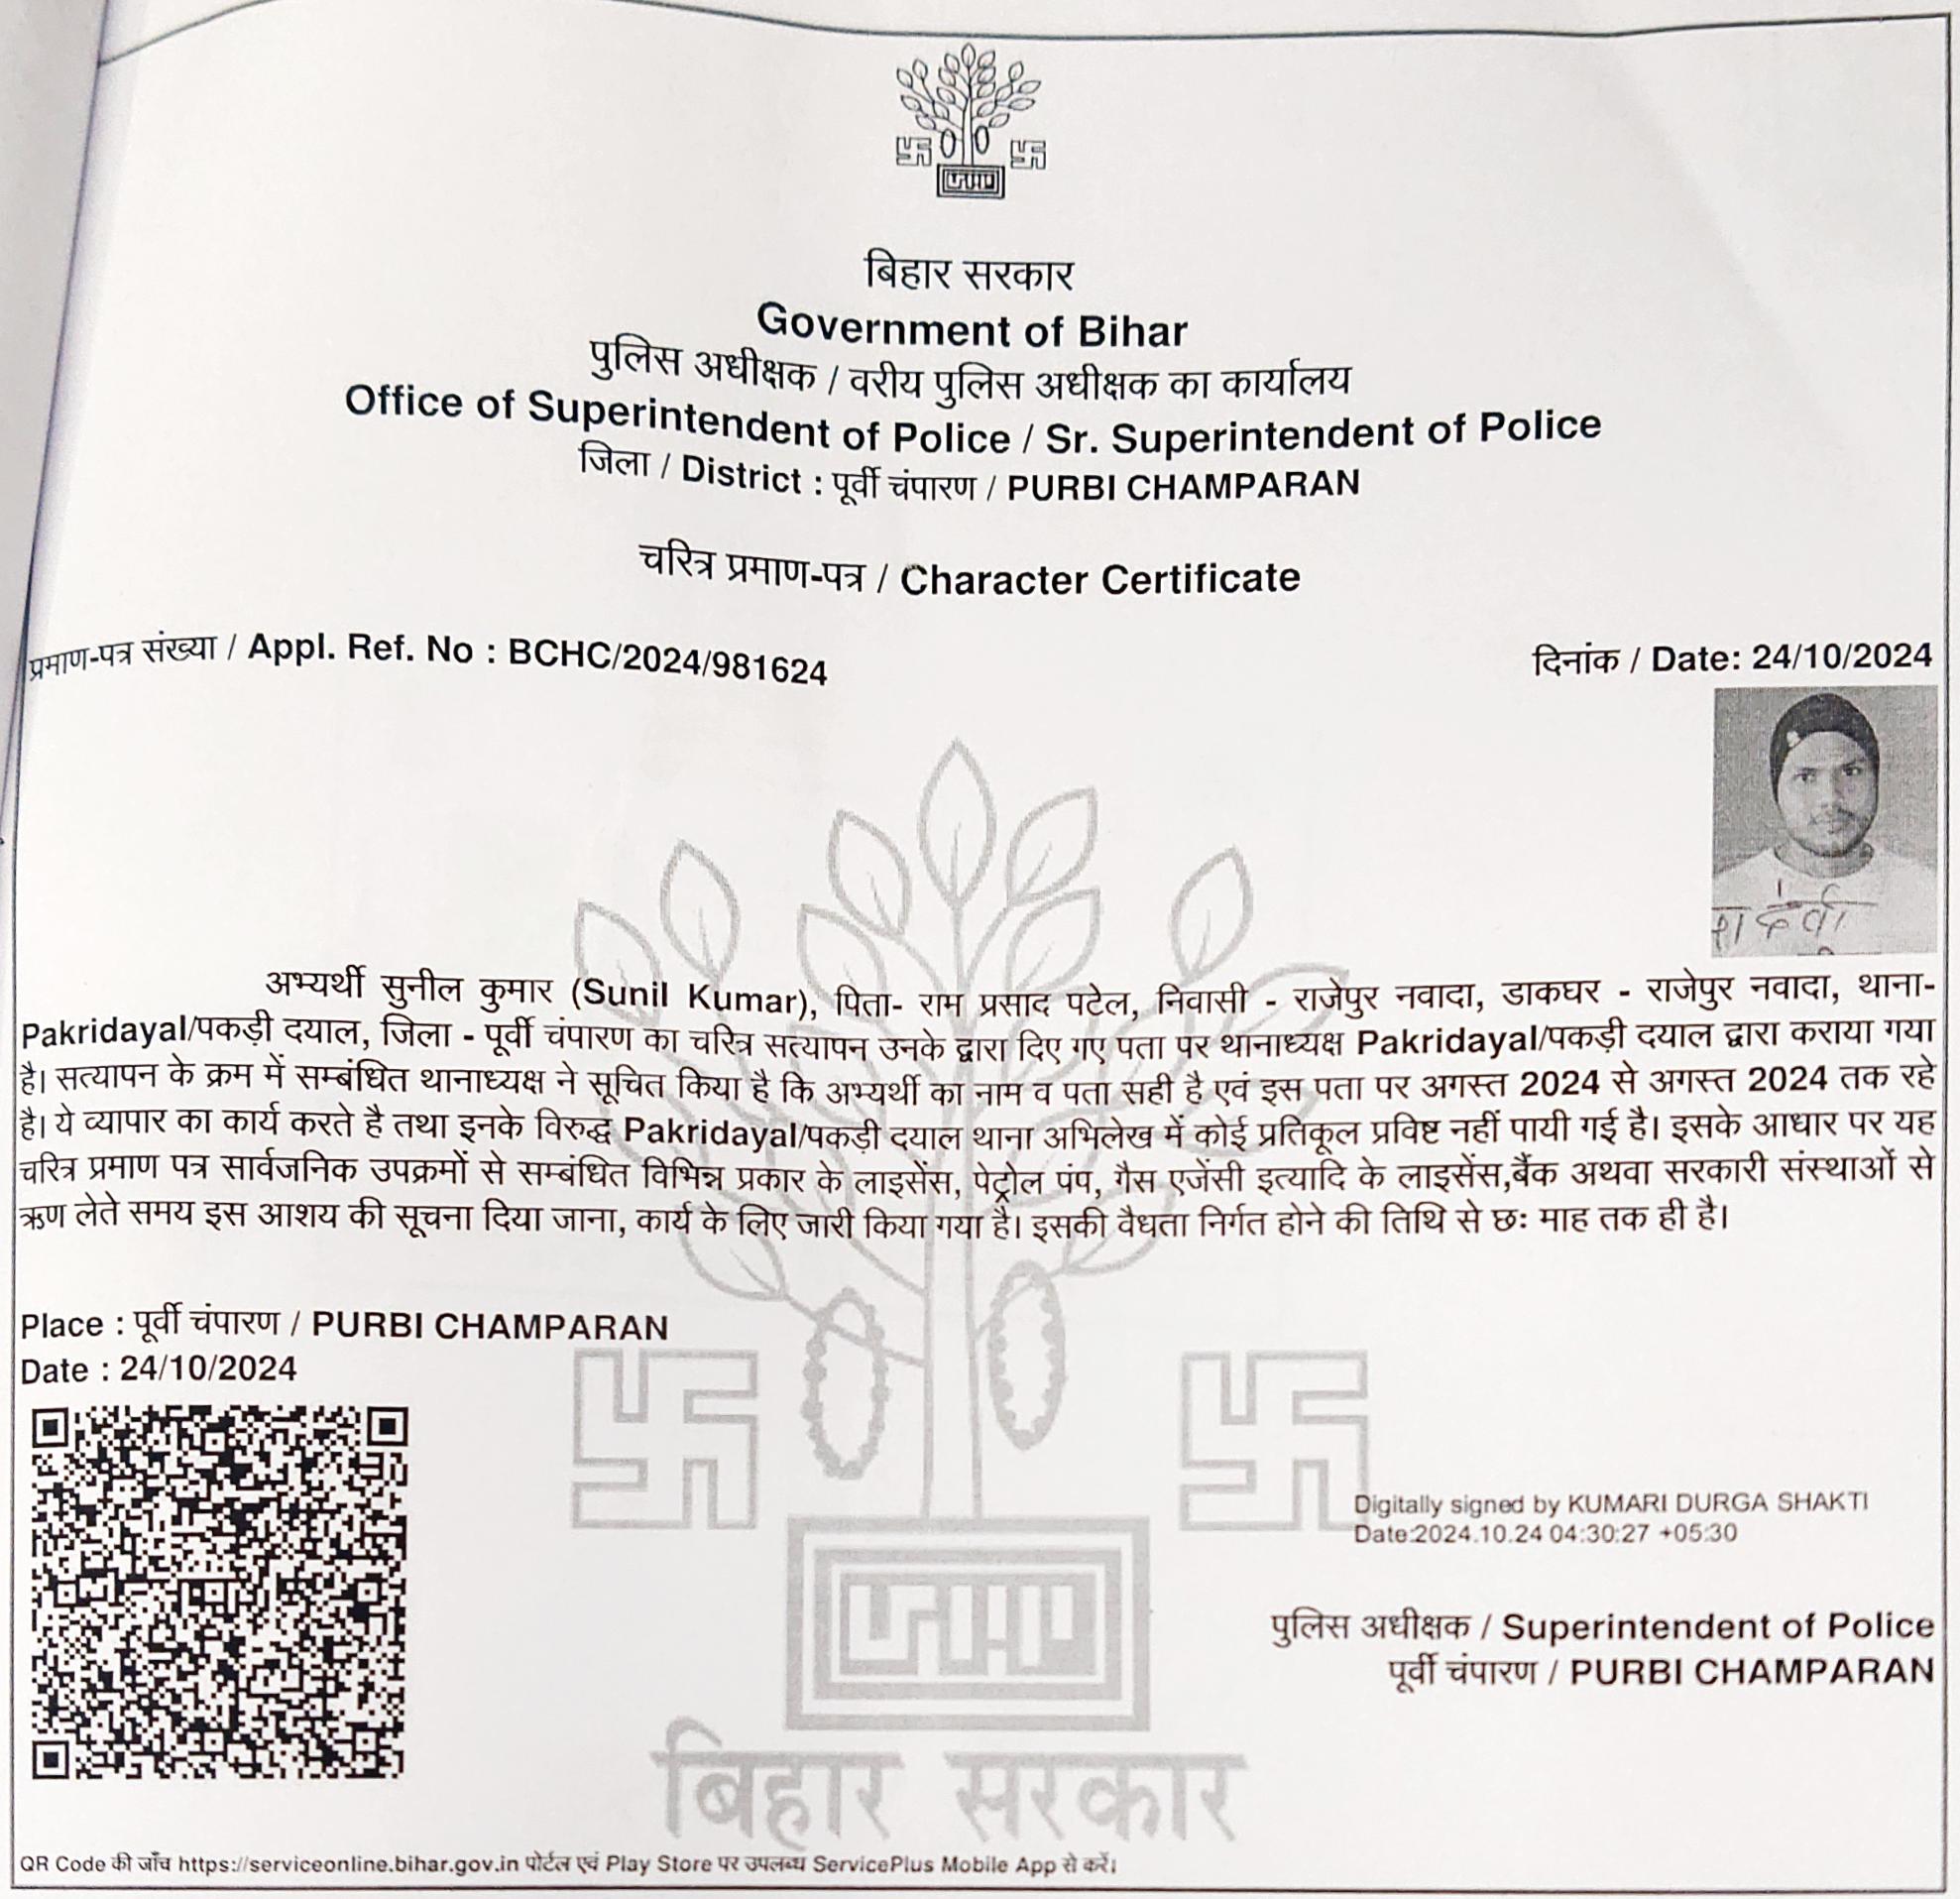 बिहार सरकार
Government of Bihar
पुलिस अधीक्षक / वरीय पुलिस अधीक्षक का कार्यालय
Office of Superintendent of Police / Sr. Superintendent of Police
जिला / District : पूर्वी चंपारण / PURBI CHAMPARAN
चरित्र प्रमाण-पत्र / Character Certificate
प्रमाण-पत्र संख्या / Appl. Ref. No : BCHC/2024/981624
दिनांक / Date: 24/10/2024
अभ्यर्थी सुनील कुमार (Sunil Kumar), पिता- राम प्रसाद पटेल, निवासी - राजेपुर नवादा, डाकघर - राजेपुर नवादा, थाना-
Pakridayal/पकड़ी दयाल, जिला - पूर्वी चंपारण का चरित्र सत्यापन उनके द्वारा दिए गए पता पर थानाध्यक्ष Pakridayal/पकड़ी दयाल द्वारा कराया गया
है। सत्यापन के क्रम में सम्बंधित थानाध्यक्ष ने सूचित किया है कि अभ्यर्थी का नाम व पता सही है एवं इस पता पर अगस्त 2024 से अगस्त 2024 तक रहे
है। ये व्यापार का कार्य करते है तथा इनके विरुद्ध Pakridayal/पकड़ी दयाल थाना अभिलेख में कोई प्रतिकूल प्रविष्ट नहीं पायी गई है। इसके आधार पर यह
चरित्र प्रमाण पत्र सार्वजनिक उपक्रमों से सम्बंधित विभिन्न प्रकार के लाइसेंस, पेट्रोल पंप, गैस एजेंसी इत्यादि के लाइसेंस,बैंक अथवा सरकारी संस्थाओं से
ऋण लेते समय इस आशय की सूचना दिया जाना, कार्य के लिए जारी किया गया है। इसकी वैधता निर्गत होने की तिथि से छः माह तक ही है।
Place : पूर्वी चंपारण / PURBI CHAMPARAN
Date : 24/10/2024
Digitally signed by KUMARI DURGA SHAKTI
Date:2024.10.24 04:30:27 +05:30
पुलिस अधीक्षक / Superintendent of Police
पूर्वी चंपारण / PURBI CHAMPARAN
बिहार सरकार
QR Code की जाँच https://serviceonline.bihar.gov.in पोर्टल एवं Play Store पर उपलब्ध ServicePlus Mobile App से करें।